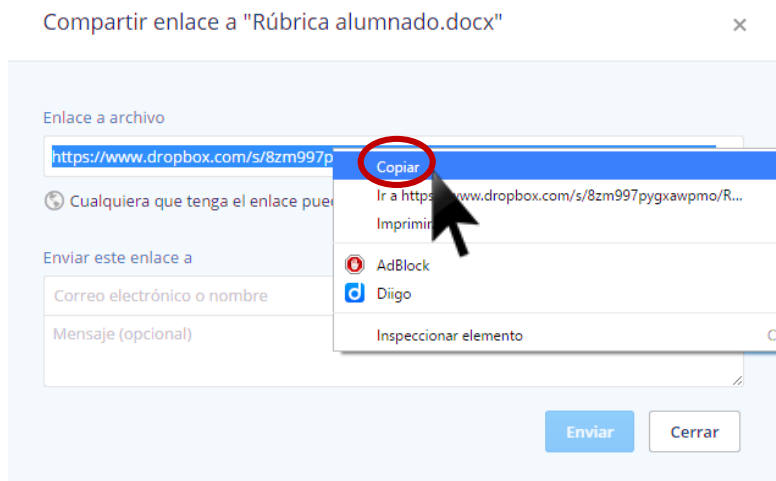 Compartir enlace a "Rúbrica alumnado.docx"
Enlace a archivo
https://www.dropbox.com/s/8zm997p
Copiar
Cualquiera que tenga el enlace
Ir a https www.dropbox.com/s/8zm997pygxawpmo/R...
Imprimir
Enviar este enlace a
AdBlock
Correo electrónico o nombre
Diigo
Mensaje (opcional)
Inspeccionar elemento
Enviar
Cerrar